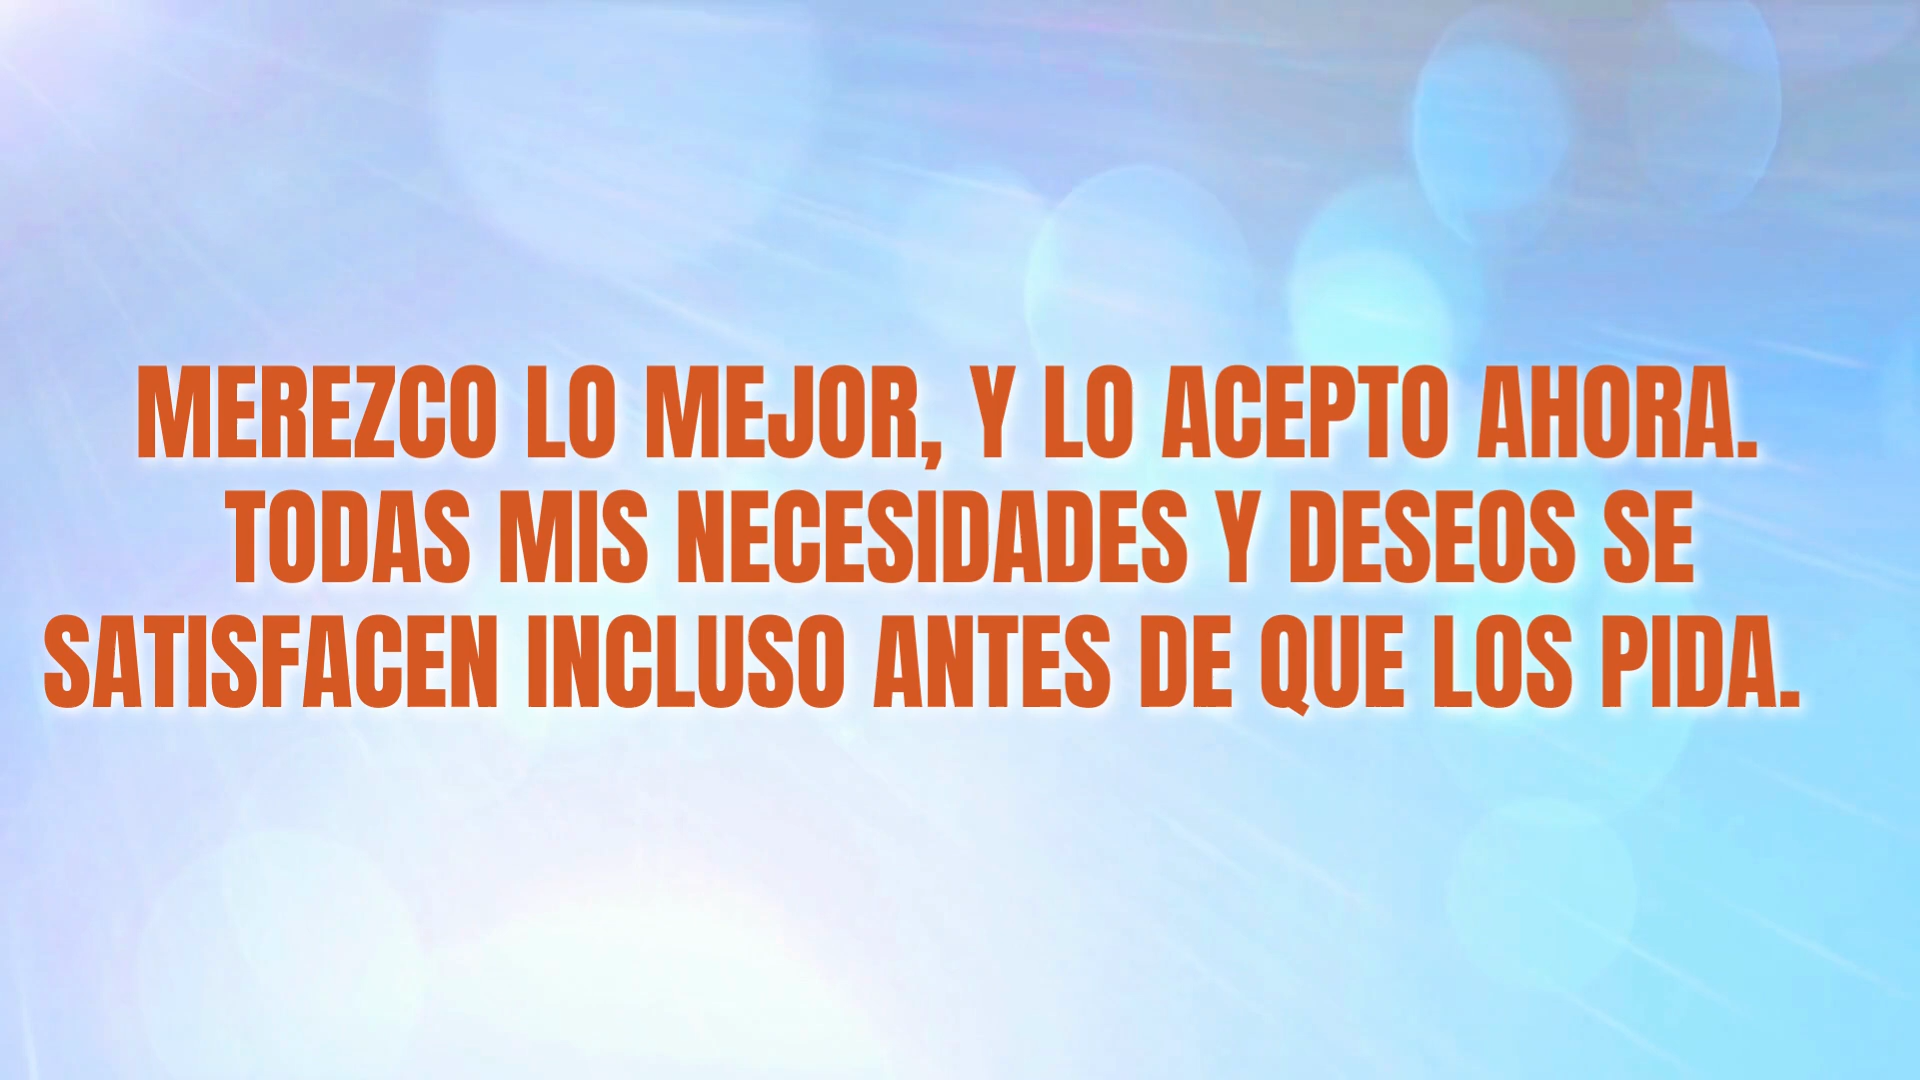 MEREZCO LO MEJOR, Y LO ACEPTO AHORA.
TODAS MIS NECESIDADES Y DESEOS SE
SATISFACEN INCLUSO ANTES DE QUE LOS PIDA.